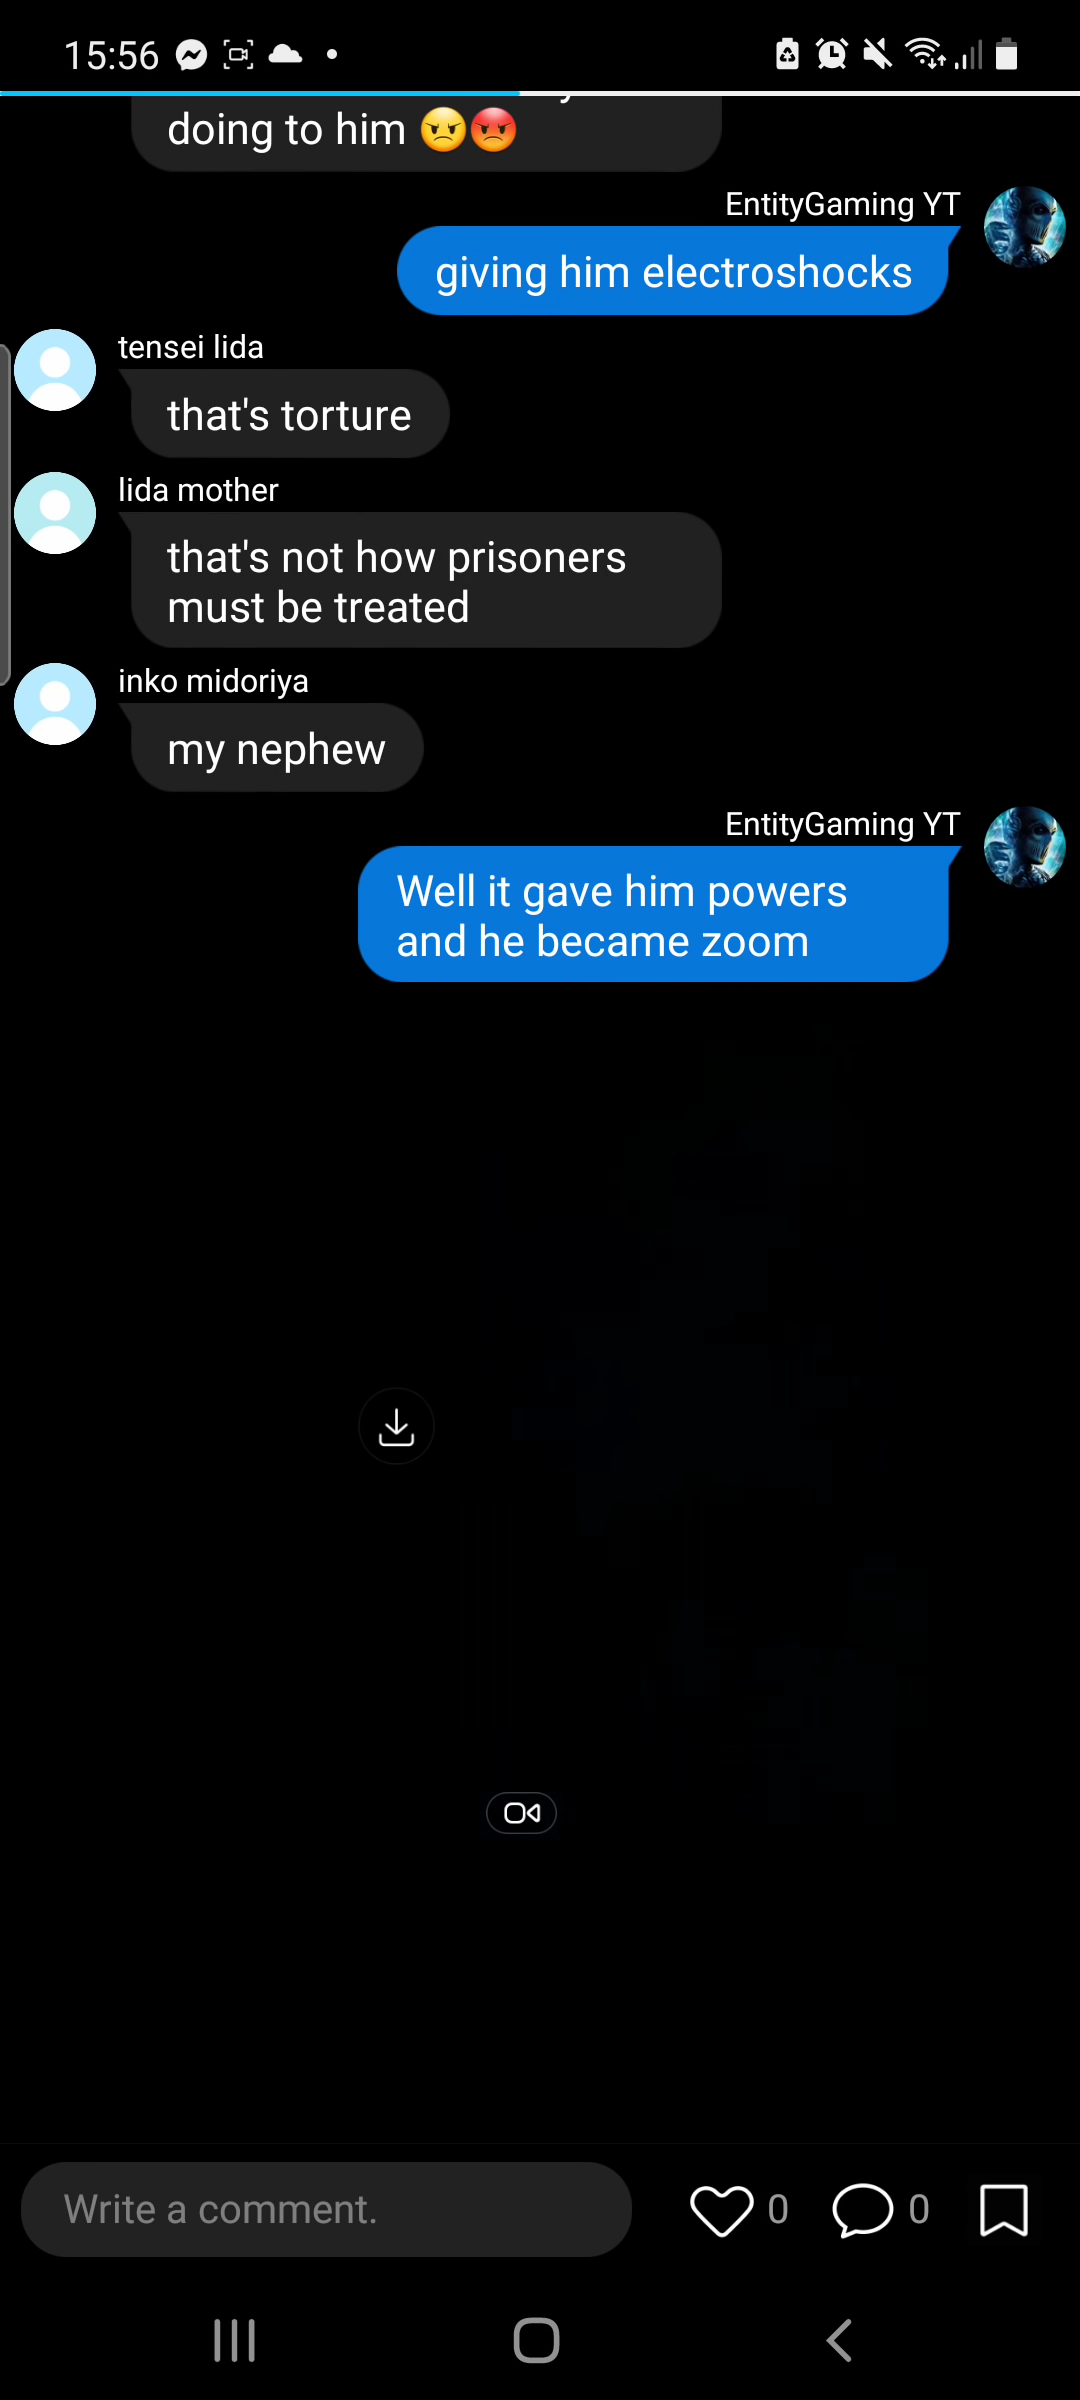 15:56
doing to him 😠😡
EntityGaming YT
giving him electroshocks
tensei lida
that's torture
lida mother
that's not how prisoners
must be treated
inko midoriya
my nephew
EntityGaming YT
Well it gave him powers
and he became zoom
Write a comment.
0
0